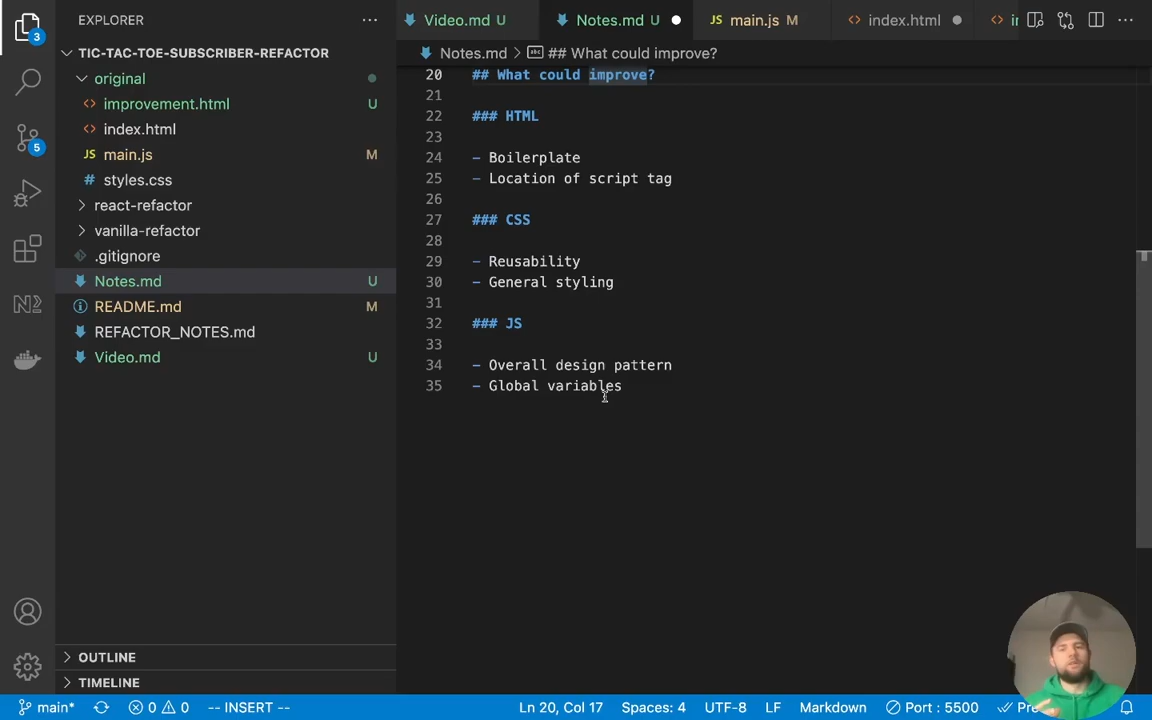 EXPLORER
3
TIC-TAC-TOE-SUBSCRIBER-REFACTOR
original
improvement.html U
index.html
JS main.js M
# styles.css
react-refactor
vanilla-refactor
.gitignore
Notes.md U
README.md M
REFACTOR_NOTES.md
Video.md U
5
OUTLINE
TIMELINE
Video.md U
Notes.md U
JS main.js M
index.html
Notes.md > ## What could improve?
20 ## What could improve?
21
22 ### HTML
23
24 - Boilerplate
25 - Location of script tag
26
27 ### CSS
28
29 - Reusability
30 - General styling
31
32 ### JS
33
34 - Overall design pattern
35 - Global variables
main* 0 0 -- INSERT -- Ln 20, Col 17 Spaces: 4 UTF-8 LF Markdown Port : 5500